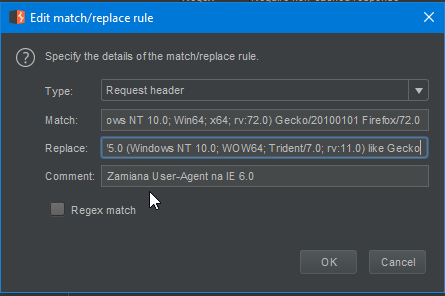 Edit match/replace rule
Specify the details of the match/replace rule.
Type: Request header
Match: ows NT 10.0; Win64; x64; rv:72.0) Gecko/20100101 Firefox/72.0
Replace: '5.0 (Windows NT 10.0; WOW64; Trident/7.0; rv:11.0) like Gecko
Comment: Zamiana User-Agent na IE 6.0
Regex match
OK Cancel